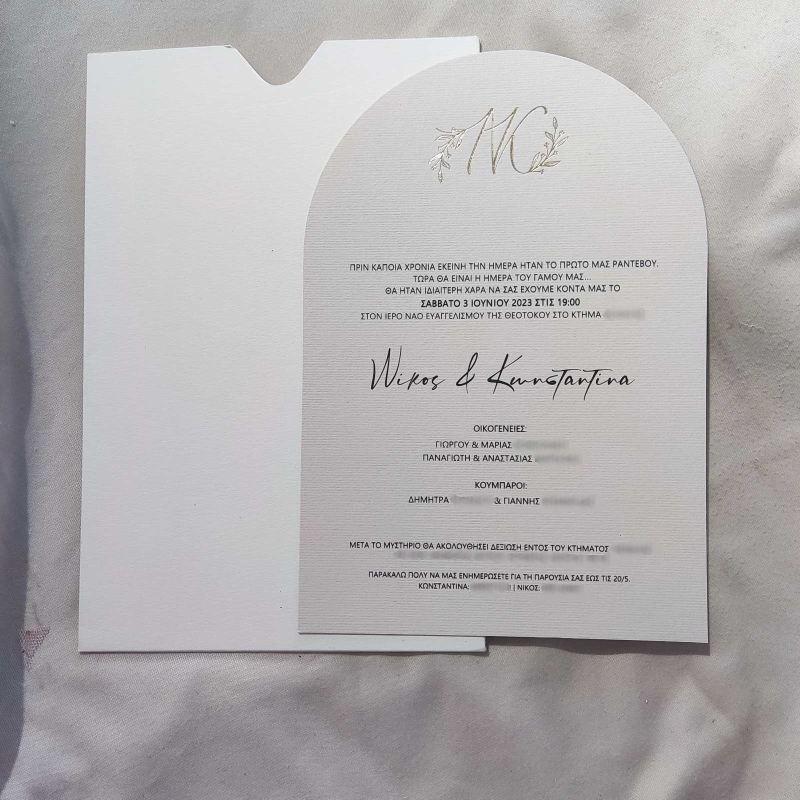 NK
ΠΡΙΝ ΚΑΠΟΙΑ ΧΡΟΝΙΑ ΕΚΕΙΝΗ ΤΗΝ ΗΜΕΡΑ ΗΤΑΝ ΤΟ ΠΡΩΤΟ ΜΑΣ ΡΑΝΤΕΒΟΥ.
ΤΩΡΑ ΘΑ ΕΙΝΑΙ Η ΗΜΕΡΑ ΤΟΥ ΓΑΜΟΥ ΜΑΣ...
ΘΑ ΗΤΑΝ ΙΔΙΑΙΤΕΡΗ ΧΑΡΑ ΝΑ ΣΑΣ ΕΧΟΥΜΕ ΚΟΝΤΑ ΜΑΣ ΤΟ
ΣΑΒΒΑΤΟ 3 ΙΟΥΝΙΟΥ 2023 ΣΤΙΣ 19:00
ΣΤΟΝ ΙΕΡΟ ΝΑΟ ΕΥΑΓΓΕΛΙΣΜΟΥ ΤΗΣ ΘΕΟΤΟΚΟΥ ΣΤΟ ΚΤΗΜΑ
Νίκος & Κωνσταντίνα
ΟΙΚΟΓΕΝΕΙΕΣ:
ΓΙΩΡΓΟΥ & ΜΑΡΙΑΣ
ΠΑΝΑΓΙΩΤΗ & ΑΝΑΣΤΑΣΙΑΣ
ΚΟΥΜΠΑΡΟΙ:
ΔΗΜΗΤΡΑ & ΓΙΑΝΝΗΣ
ΜΕΤΑ ΤΟ ΜΥΣΤΗΡΙΟ ΘΑ ΑΚΟΛΟΥΘΗΣΕΙ ΔΕΞΙΩΣΗ ΕΝΤΟΣ ΤΟΥ ΚΤΗΜΑΤΟΣ
ΠΑΡΑΚΑΛΩ ΠΟΛΥ ΝΑ ΜΑΣ ΕΝΗΜΕΡΩΣΕΤΕ ΓΙΑ ΤΗ ΠΑΡΟΥΣΙΑ ΣΑΣ ΕΩΣ ΤΙΣ 20/5.
ΚΩΝΣΤΑΝΤΙΝΑ: | ΝΙΚΟΣ: